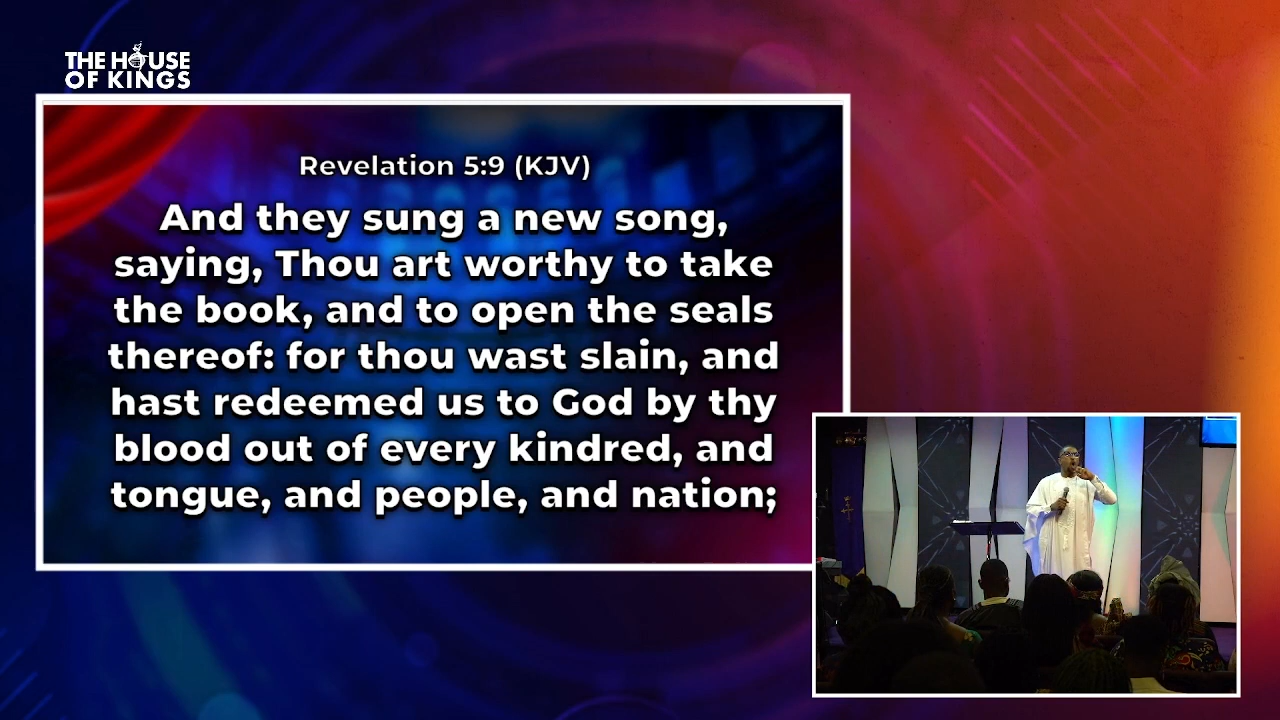 THE HOUSE
OF KINGS
Revelation 5:9 (KJV)
And they sung a new song,
saying, Thou art worthy to take
the book, and to open the seals
thereof: for thou wast slain, and
hast redeemed us to God by thy
blood out of every kindred, and
tongue, and people, and nation;